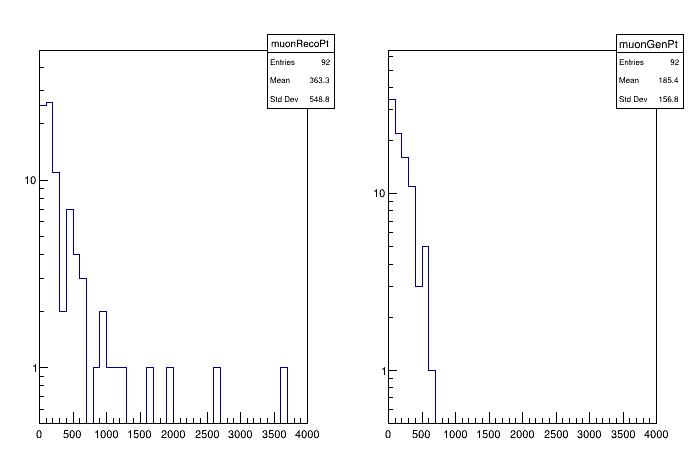 muonRecoPt
Entries 92
Mean 363.3
Std Dev 548.8
10
1
0 500 1000 1500 2000 2500 3000 3500 4000
muonGenPt
Entries 92
Mean 185.4
Std Dev 156.8
10
1
0 500 1000 1500 2000 2500 3000 3500 4000